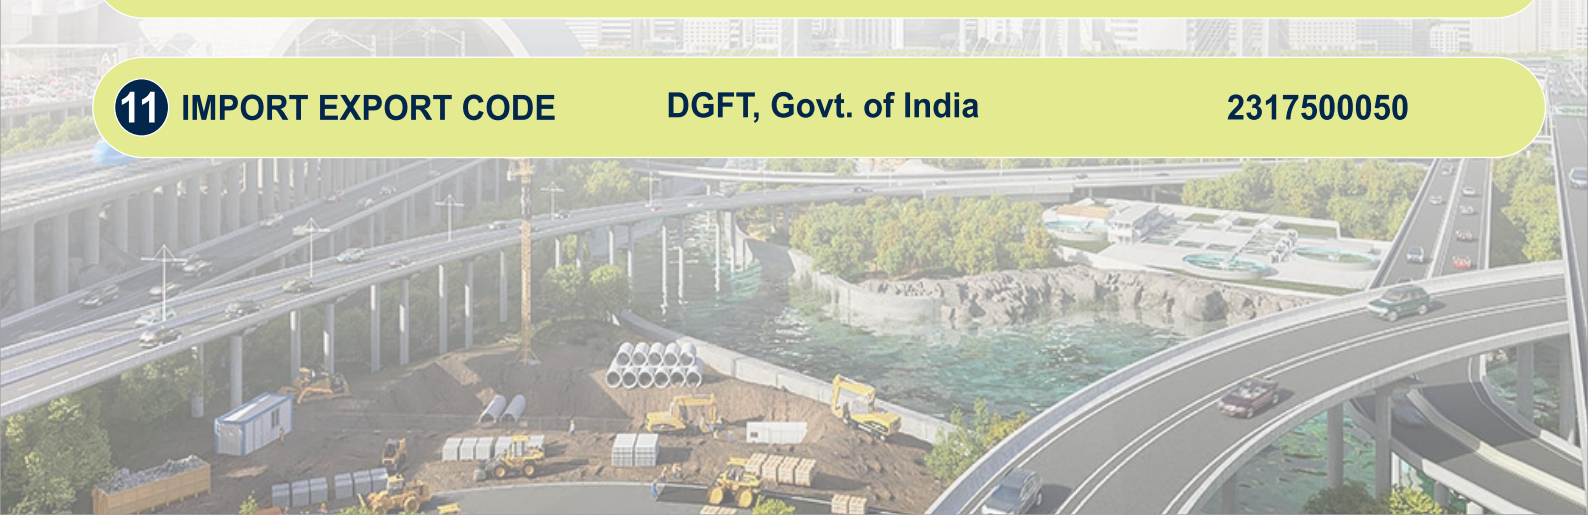 11 IMPORT EXPORT CODE DGFT, Govt. of India 2317500050